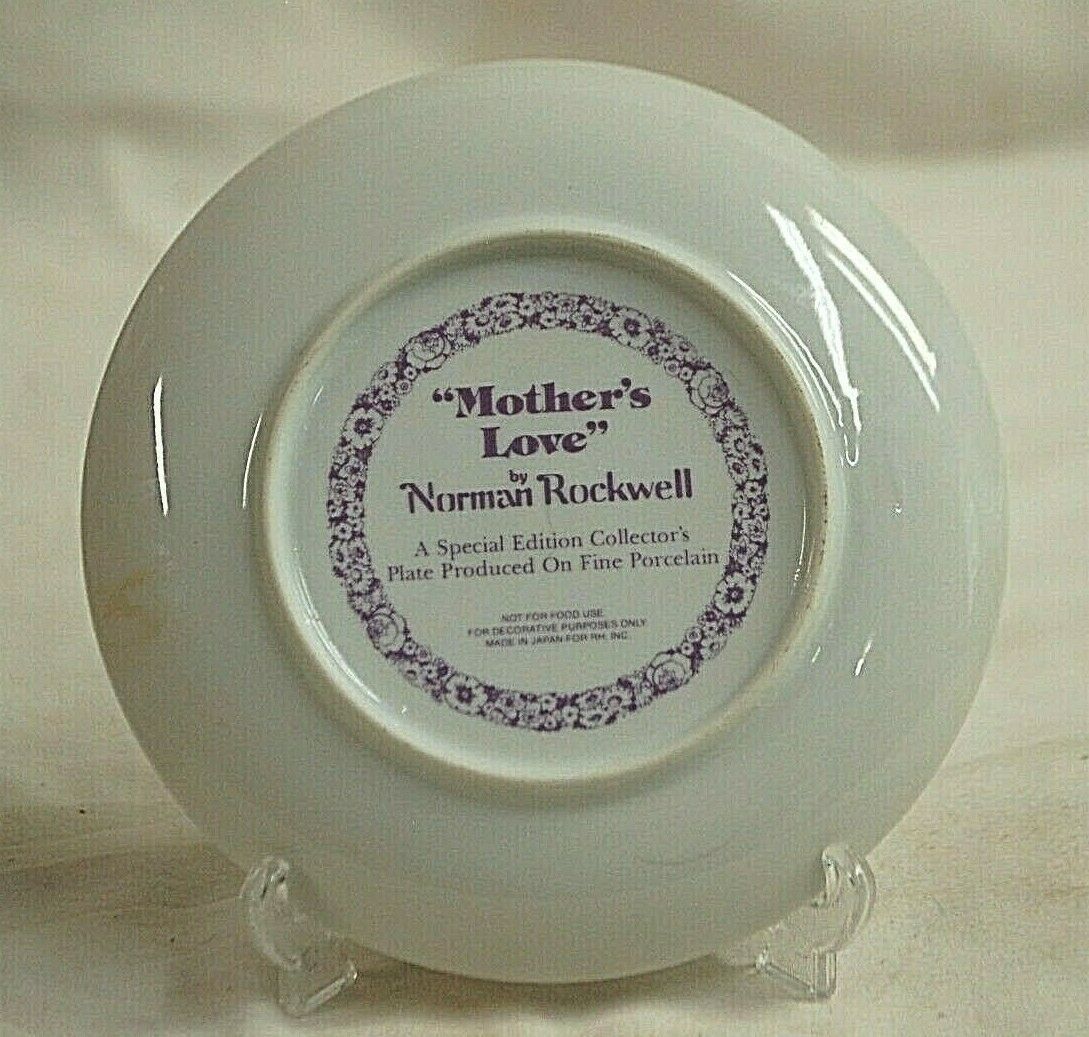 “Mother's
Love”
by
Norman Rockwell
A Special Edition Collector's
Plate Produced On Fine Porcelain
NOT FOR FOOD USE
FOR DECORATIVE PURPOSES ONLY
MADE IN JAPAN FOR RH, INC.